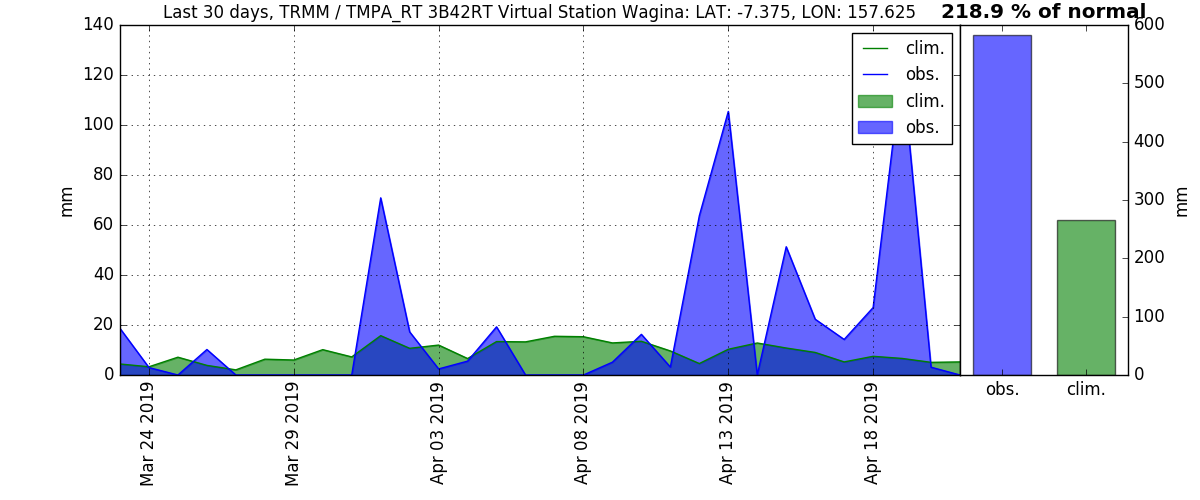 Last 30 days, TRMM / TMPA_RT 3B42RT Virtual Station Wagina: LAT: -7.375, LON: 157.625
218.9 % of normal
mm
140
120
100
80
60
40
20
0
clim.
obs.
clim.
obs.
Mar 24 2019
Mar 29 2019
Apr 03 2019
Apr 08 2019
Apr 13 2019
Apr 18 2019
600
500
400
300
200
100
0
mm
obs.
clim.